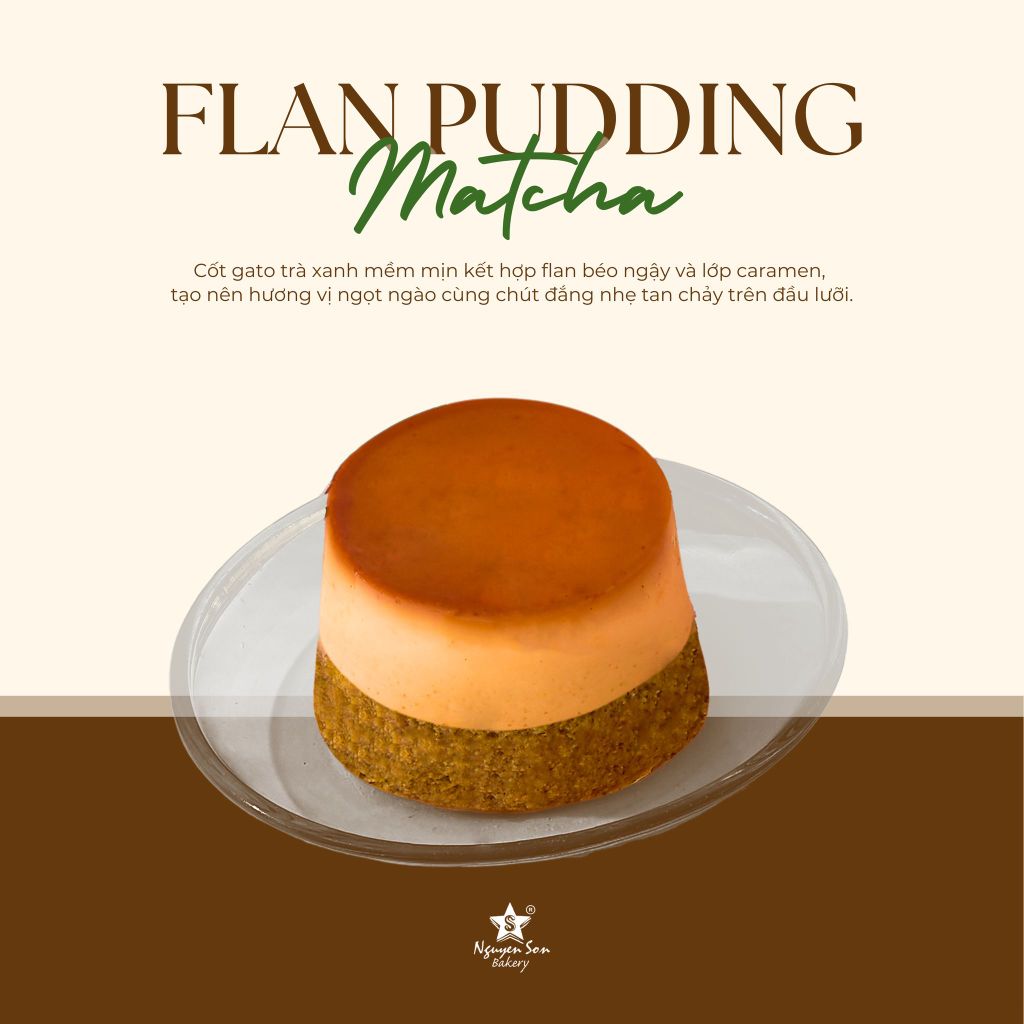 FLAN PUDDING
Matcha
Cốt gato trà xanh mềm mịn kết hợp flan béo ngậy và lớp caramen,
tạo nên hương vị ngọt ngào cùng chút đắng nhẹ tan chảy trên đầu lưỡi.
S
®
Nguyen Son
Bakery